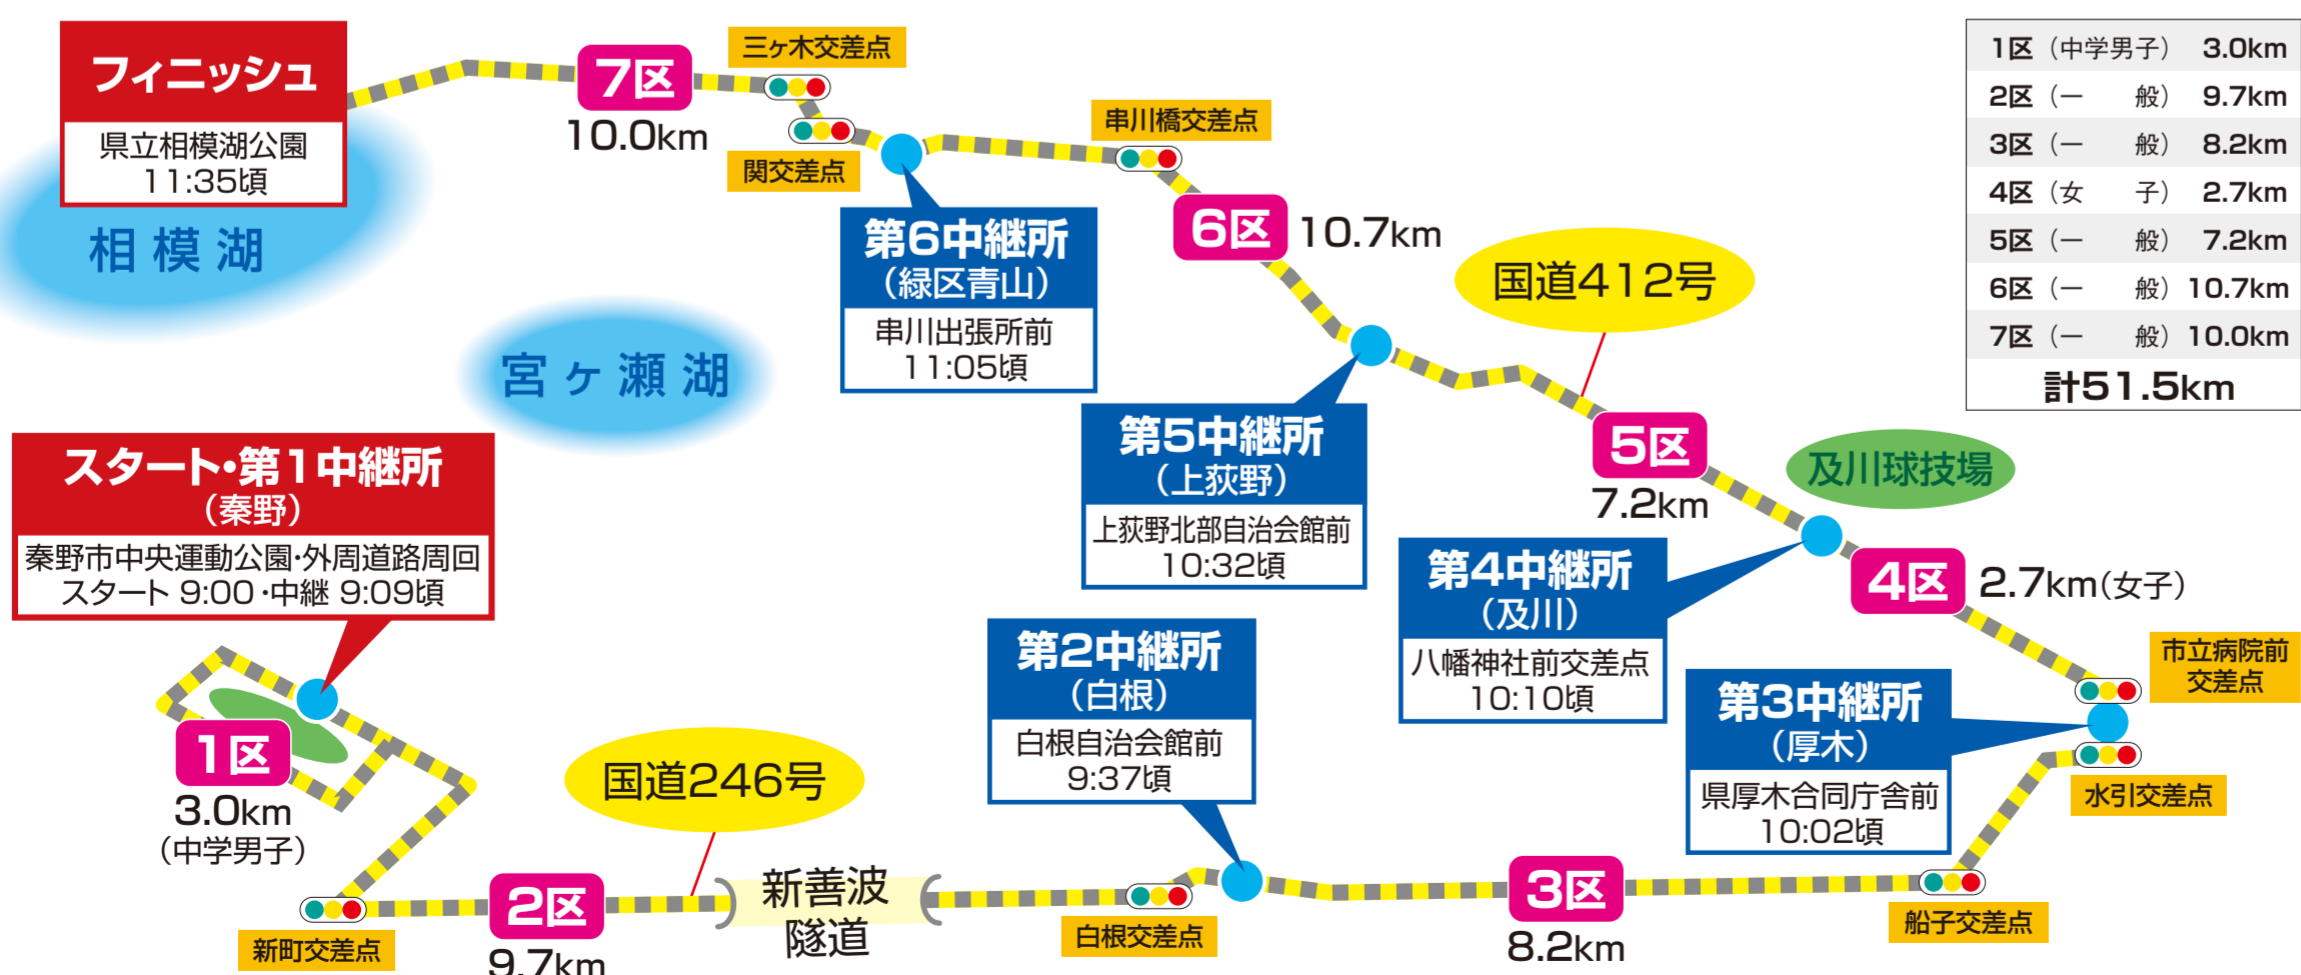 フィニッシュ
県立相模湖公園
11:35頃
相模湖
7区
10.0km
三ヶ木交差点
関交差点
串川橋交差点
第6中継所
(緑区青山)
串川出張所前
11:05頃
6区
10.7km
国道412号
宮ヶ瀬湖
第5中継所
(上荻野)
上荻野北部自治会館前
10:32頃
5区
7.2km
及川球技場
第4中継所
(及川)
八幡神社前交差点
10:10頃
4区
2.7km(女子)
市立病院前
交差点
第3中継所
(厚木)
県厚木合同庁舎前
10:02頃
水引交差点
船子交差点
3区
8.2km
第2中継所
(白根)
白根自治会館前
9:37頃
白根交差点
新善波
隧道
国道246号
2区
9.7km
新町交差点
スタート・第1中継所
(秦野)
秦野市中央運動公園・外周道路周回
スタート 9:00・中継 9:09頃
1区
3.0km
(中学男子)
1区(中学男子) 3.0km
2区(一 般) 9.7km
3区(一 般) 8.2km
4区(女 子) 2.7km
5区(一 般) 7.2km
6区(一 般) 10.7km
7区(一 般) 10.0km
計51.5km